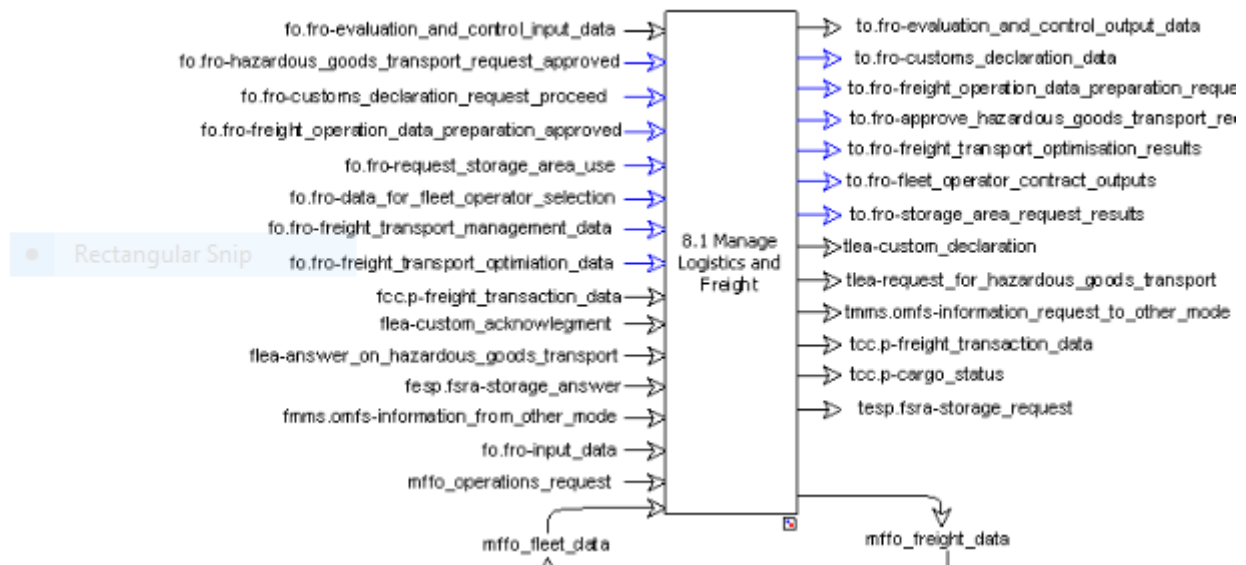 fo.fro-evaluation_and_control_input_data
fo.fro-hazardous_goods_transport_request_approved
fo.fro-customs_declaration_request_proceed
fo.fro-freight_operation_data_preparation_approved
fo.fro-request_storage_area_use
fo.fro-data_for_fleet_operator_selection
fo.fro-freight_transport_management_data
Rectangular Snip
fo.fro-freight_transport_optimiation_data
fcc.p-freight_transaction_data
flea-custom_acknowlegment
flea-answer_on_hazardous_goods_transport
fesp.fsra-storage_answer
fmms.omfs-information_from_other_mode
fo.fro-input_data
mffo_operations_request
mffo_fleet_data
8.1 Manage
Logistics and
Freight
to.fro-evaluation_and_control_output_data
to.fro-customs_declaration_data
to.fro-freight_operation_data_preparation_reque
to.fro-approve_hazardous_goods_transport_re
to.fro-freight_transport_optimisation_results
to.fro-fleet_operator_contract_outputs
to.fro-storage_area_request_results
tlea-custom_declaration
tlea-request_for_hazardous_goods_transport
tmms.omfs-information_request_to_other_mode
tcc.p-freight_transaction_data
tcc.p-cargo_status
tesp.fsra-storage_request
mffo_freight_data